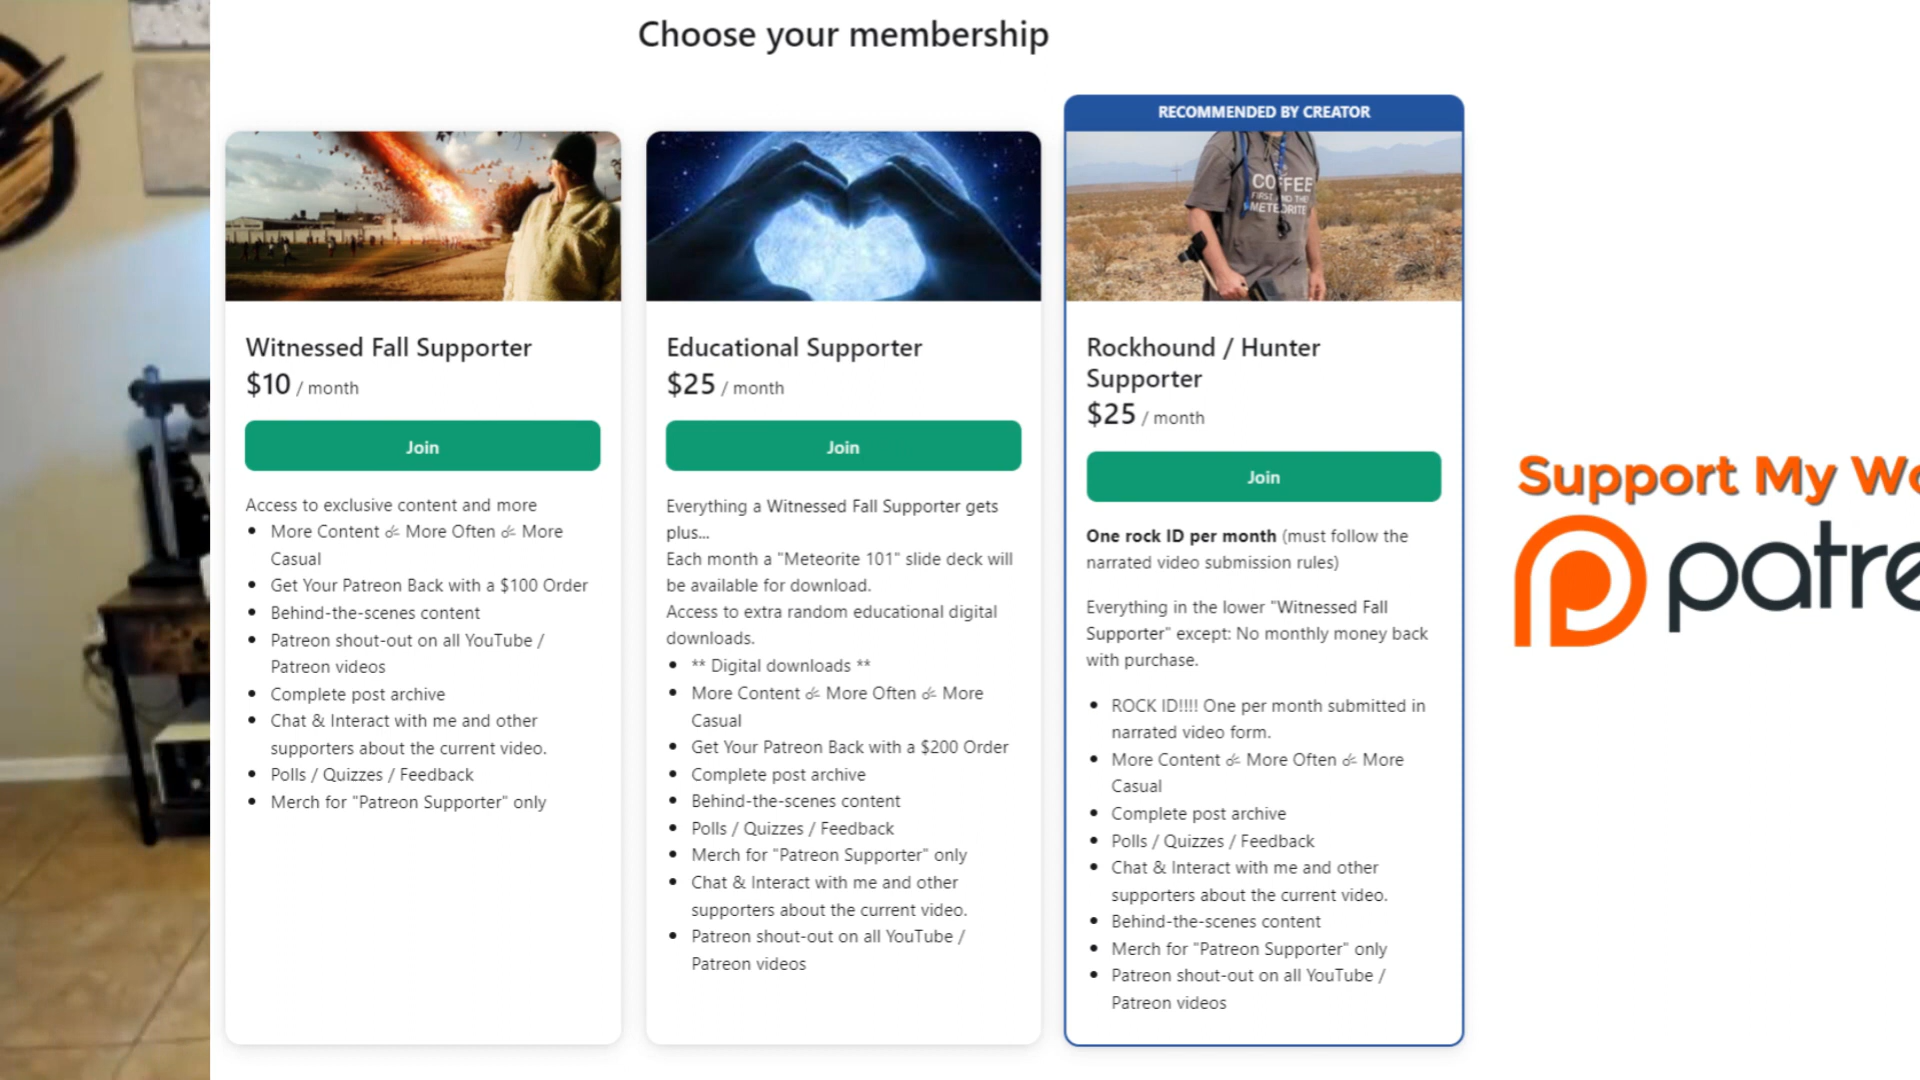 Choose your membership
RECOMMENDED BY CREATOR
COFFEE
FIRST AND THEN
METEORITE
Witnessed Fall Supporter
$10 / month
Join
Access to exclusive content and more
• More Content & More Often & More
Casual
• Get Your Patreon Back with a $100 Order
• Behind-the-scenes content
• Patreon shout-out on all YouTube /
Patreon videos
• Complete post archive
• Chat & Interact with me and other
supporters about the current video.
• Polls / Quizzes / Feedback
• Merch for "Patreon Supporter" only
Educational Supporter
$25 / month
Join
Everything a Witnessed Fall Supporter gets
plus...
Each month a "Meteorite 101" slide deck will
be available for download.
Access to extra random educational digital
downloads.
• ** Digital downloads **
• More Content & More Often & More
Casual
• Get Your Patreon Back with a $200 Order
• Complete post archive
• Behind-the-scenes content
• Polls / Quizzes / Feedback
• Merch for "Patreon Supporter" only
• Chat & Interact with me and other
supporters about the current video.
• Patreon shout-out on all YouTube /
Patreon videos
Rockhound / Hunter
Supporter
$25 / month
Join
One rock ID per month (must follow the
narrated video submission rules)
Everything in the lower "Witnessed Fall
Supporter" except: No monthly money back
with purchase.
• ROCK ID!!!! One per month submitted in
narrated video form.
• More Content & More Often & More
Casual
• Complete post archive
• Polls / Quizzes / Feedback
• Chat & Interact with me and other
supporters about the current video.
• Behind-the-scenes content
• Merch for "Patreon Supporter" only
• Patreon shout-out on all YouTube /
Patreon videos
Support My Wo
patre